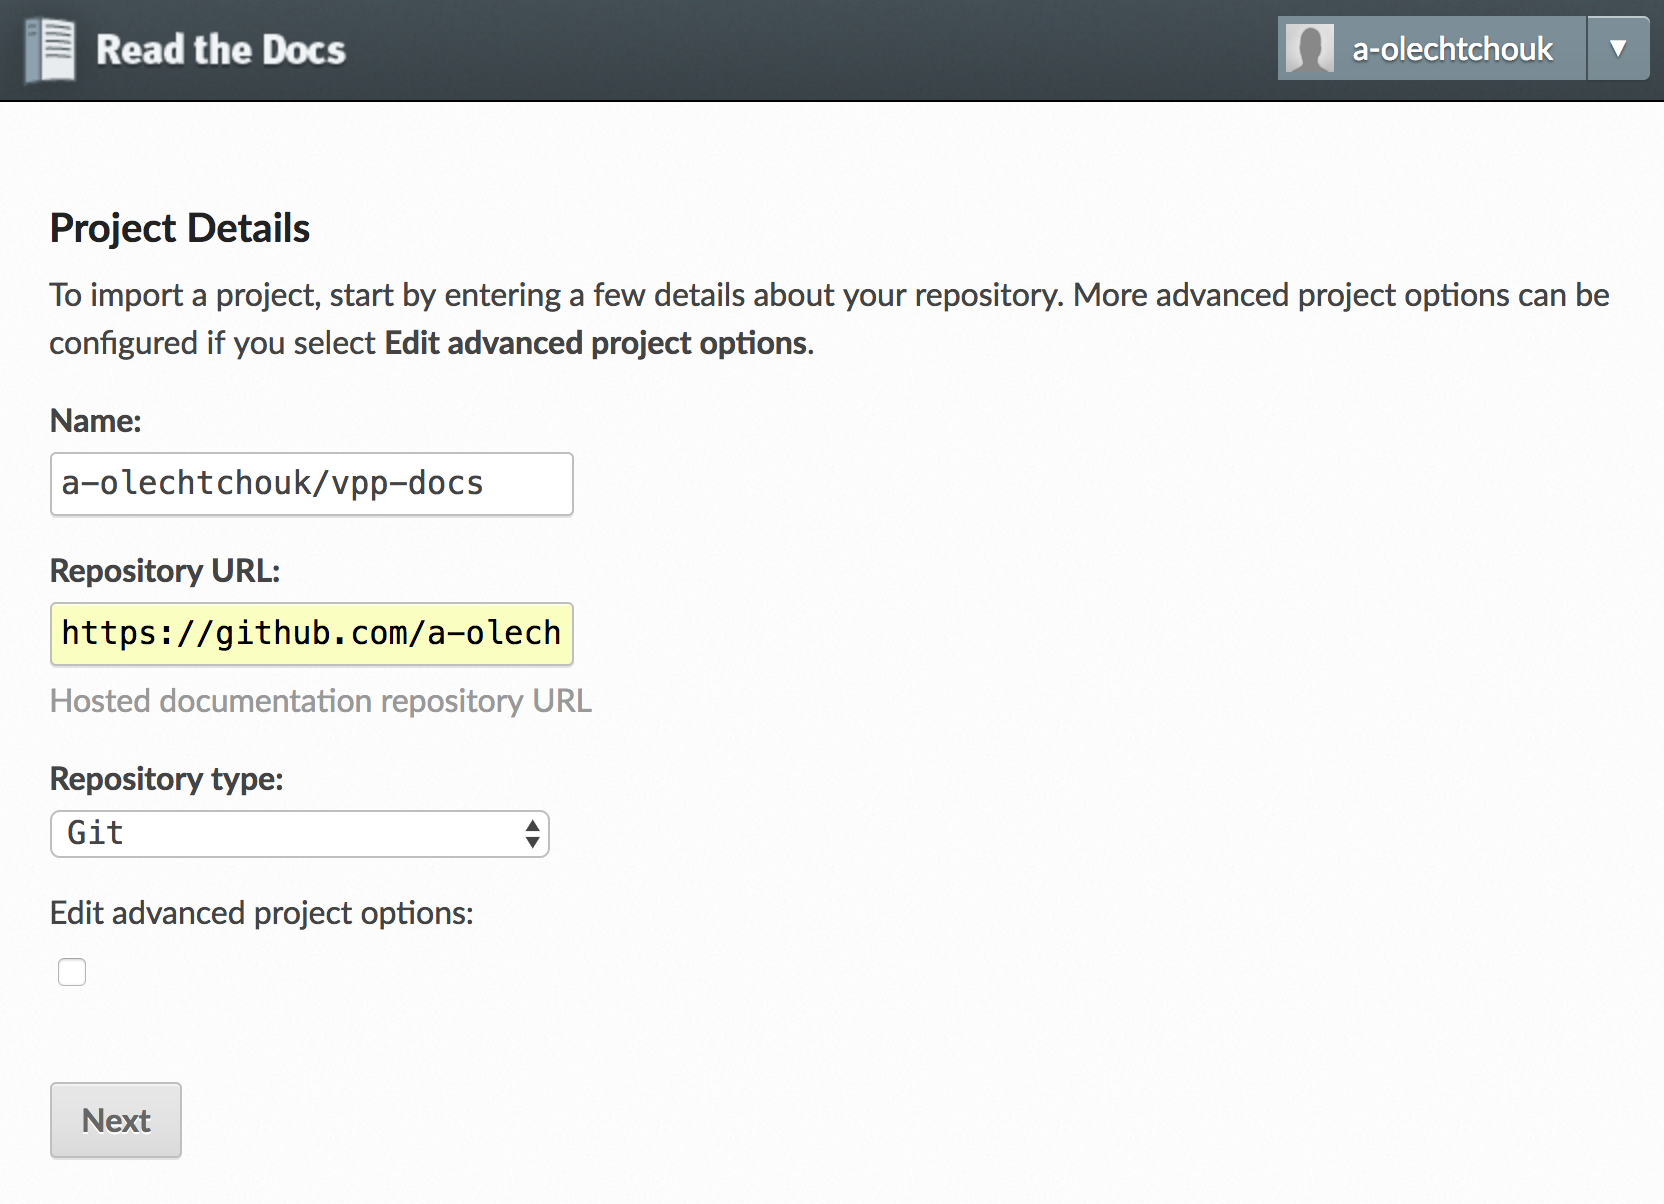 Read the Docs
a-olechtchouk
Project Details
To import a project, start by entering a few details about your repository. More advanced project options can be
configured if you select Edit advanced project options.
Name:
a-olechtchouk/vpp-docs
Repository URL:
https://github.com/a-olech
Hosted documentation repository URL
Repository type:
Git
Edit advanced project options:
Next